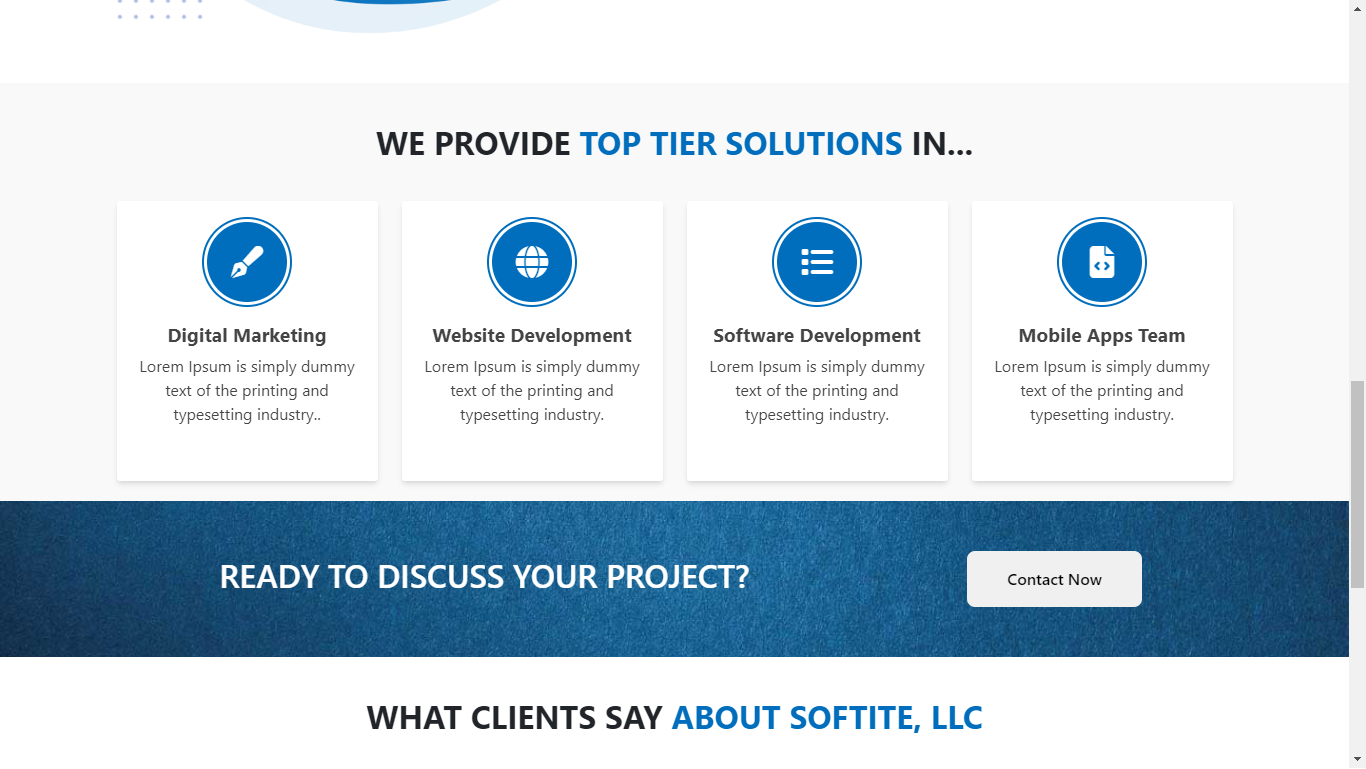 WE PROVIDE TOP TIER SOLUTIONS IN...
Digital Marketing
Lorem Ipsum is simply dummy
text of the printing and
typesetting industry..
Website Development
Lorem Ipsum is simply dummy
text of the printing and
typesetting industry.
Software Development
Lorem Ipsum is simply dummy
text of the printing and
typesetting industry.
Mobile Apps Team
Lorem Ipsum is simply dummy
text of the printing and
typesetting industry.
READY TO DISCUSS YOUR PROJECT?
Contact Now
WHAT CLIENTS SAY ABOUT SOFTITE, LLC